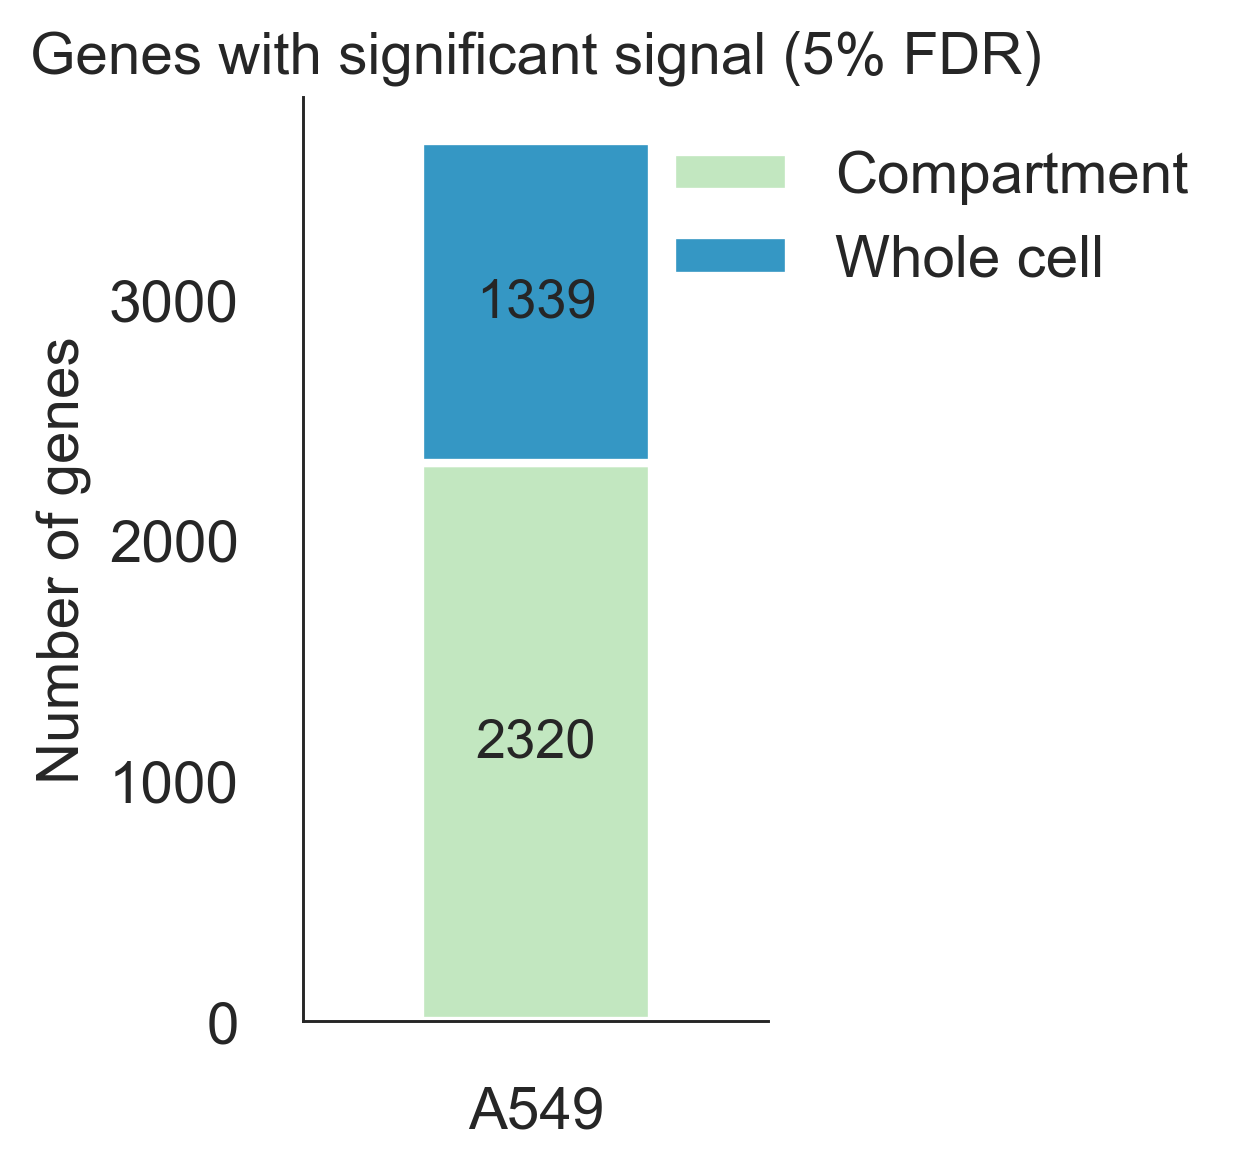 Genes with significant signal (5% FDR)
Compartment
Whole cell
Number of genes
3000
2000
1000
0
1339
2320
A549